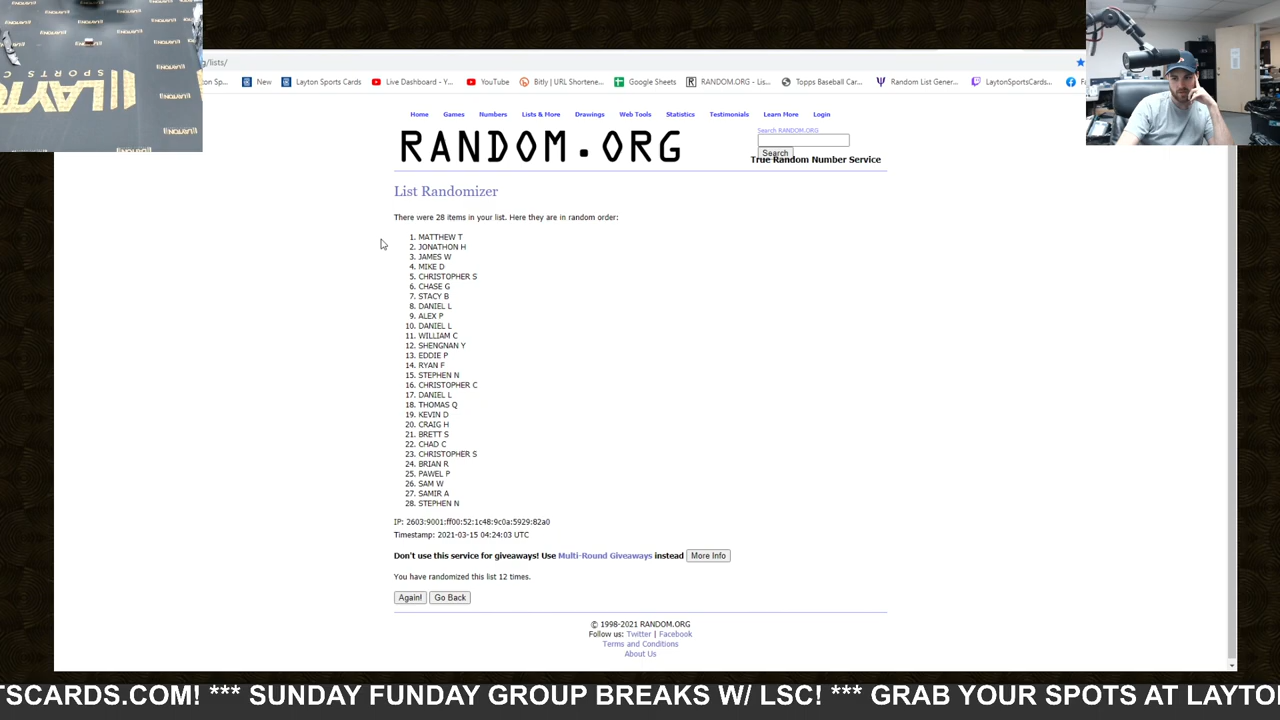 g/lists/
on Sp...
New
Layton Sports Cards
Live Dashboard - Y...
YouTube
Bitly | URL Shortene...
Google Sheets
RANDOM.ORG - Lis...
Topps Baseball Car...
Random List Gener...
LaytonSportsCards...
Fa
Home Games Numbers Lists & More Drawings Web Tools Statistics Testimonials Learn More Login
RANDOM.ORG
Search RANDOM.ORG
Search
True Random Number Service
List Randomizer
There were 28 items in your list. Here they are in random order:
1. MATTHEW T
2. JONATHON H
3. JAMES W
4. MIKE D
5. CHRISTOPHER S
6. CHASE G
7. STACY B
8. DANIEL L
9. ALEX P
10. DANIEL L
11. WILLIAM C
12. SHENGNAN Y
13. EDDIE P
14. RYAN F
15. STEPHEN N
16. CHRISTOPHER C
17. DANIEL L
18. THOMAS Q
19. KEVIN D
20. CRAIG H
21. BRETT S
22. CHAD C
23. CHRISTOPHER S
24. BRIAN R
25. PAWEL P
26. SAM W
27. SAMIR A
28. STEPHEN N
IP: 2603:9001:ff00:52:1c48:9c0a:5929:82a0
Timestamp: 2021-03-15 04:24:03 UTC
Don't use this service for giveaways! Use Multi-Round Giveaways instead More Info
You have randomized this list 12 times.
Again! Go Back
© 1998-2021 RANDOM.ORG
Follow us: Twitter | Facebook
Terms and Conditions
About Us
TSCARDS.COM! *** SUNDAY FUNDAY GROUP BREAKS W/ LSC! *** GRAB YOUR SPOTS AT LAYTO